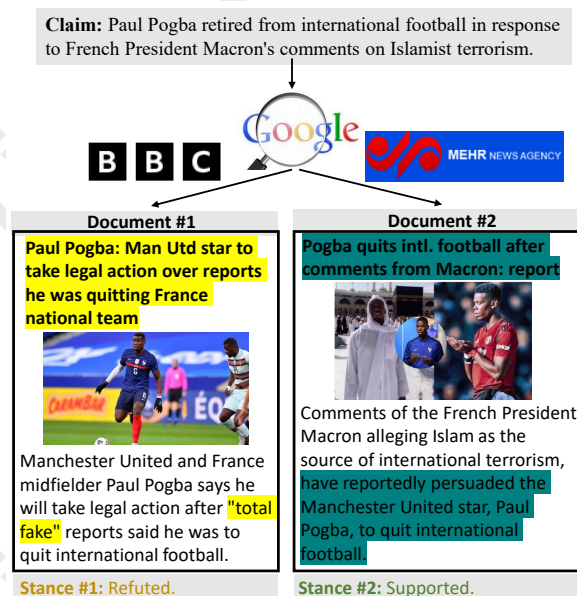 Claim: Paul Pogba retired from international football in response
to French President Macron's comments on Islamist terrorism.
Google
BBC
MEHR NEWS AGENCY
Document #1
Paul Pogba: Man Utd star to
take legal action over reports
he was quitting France
national team
CARAMBAR
ÉO
Manchester United and France
midfielder Paul Pogba says he
will take legal action after "total
fake" reports said he was to
quit international football.
Stance #1: Refuted.
Document #2
Pogba quits intl. football after
comments from Macron: report
Comments of the French President
Macron alleging Islam as the
source of international terrorism,
have reportedly persuaded the
Manchester United star, Paul
Pogba, to quit international
football.
Stance #2: Supported.